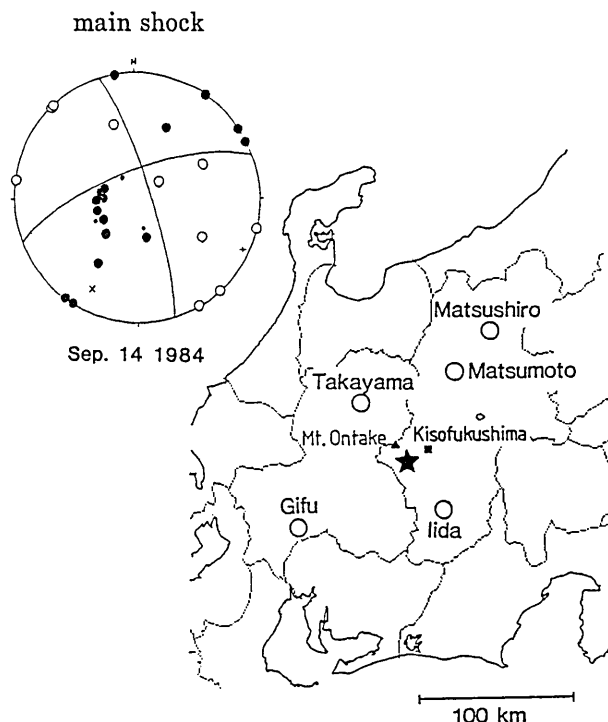 main shock
N
Sep. 14 1984
Matsushiro
Matsumoto
Takayama
Kisofukushima
Mt. Ontake
Gifu
Iida
100 km